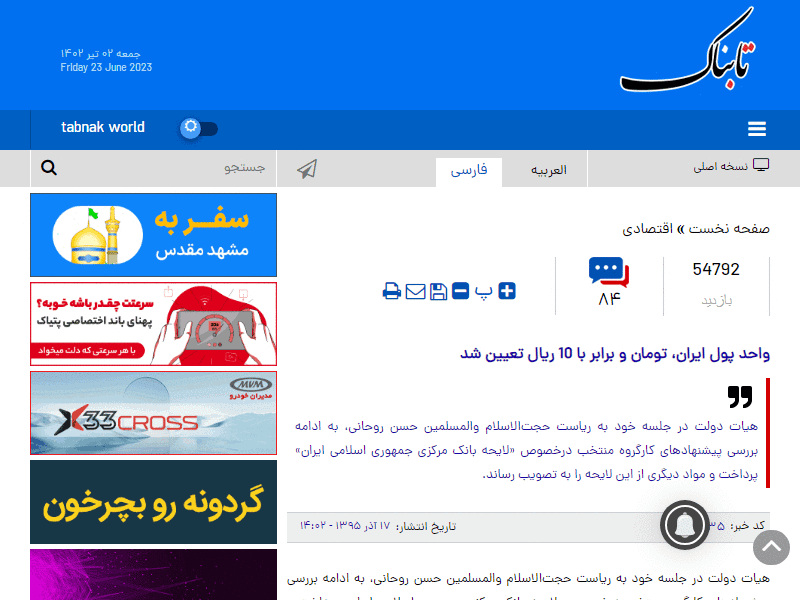 تابناک
جمعه ۰۲ تیر ۱۴۰۲
Friday 23 June 2023
tabnak world
نسخه اصلی
العربیه
فارسی
جستجو
صفحه نخست » اقتصادی
54792
بازدید
۸۴
پ
واحد پول ایران، تومان و برابر با 10 ریال تعیین شد
هیات دولت در جلسه خود به ریاست حجت‌الاسلام والمسلمین حسن روحانی، به ادامه
بررسی پیشنهادهای کارگروه منتخب درخصوص «لایحه بانک مرکزی جمهوری اسلامی ایران»
پرداخت و مواد دیگری از این لایحه را به تصویب رساند.
کد خبر:
تاریخ انتشار: ۱۷ آذر ۱۳۹۵ - ۱۴:۰۲
هیات دولت در جلسه خود به ریاست حجت‌الاسلام والمسلمین حسن روحانی، به ادامه بررسی
سفر به
مشهد مقدس
سرعتت چقدر باشه خوبه؟
پهنای باند اختصاصی پتیاک
با هر سرعتی که دلت میخواد
MVM
مدیران خودرو
X33CROSS
گردونه رو بچرخون